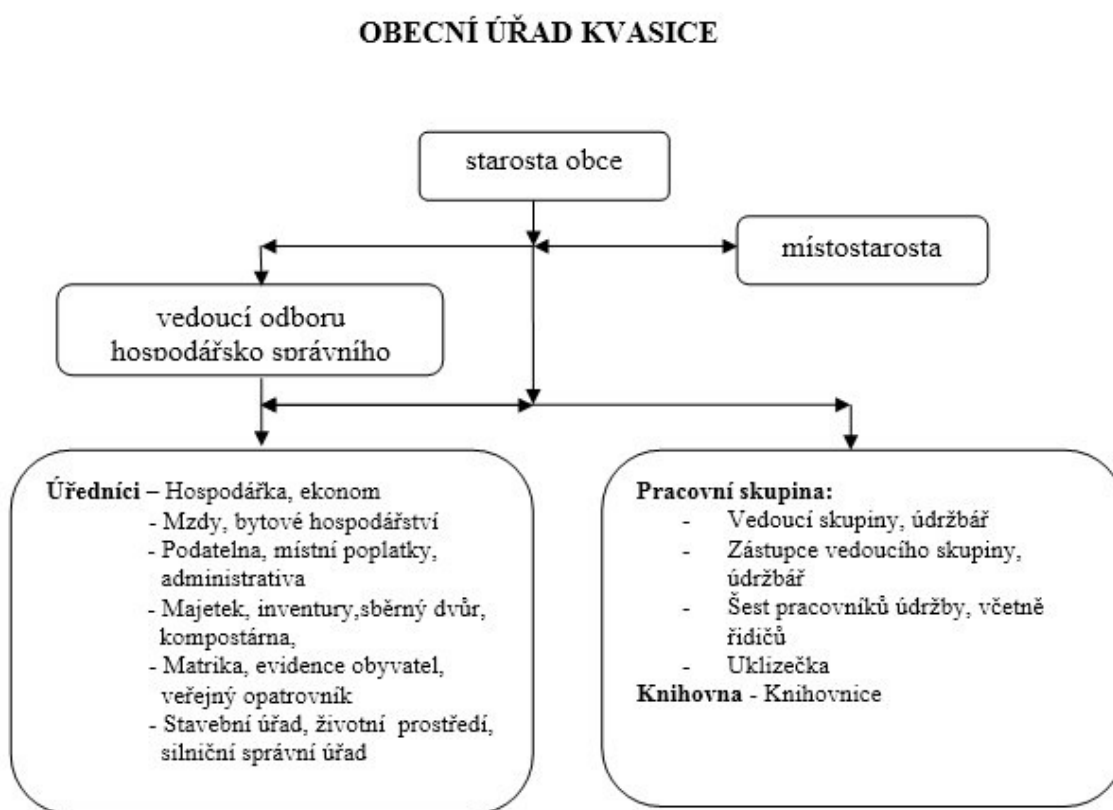 OBECNÍ ÚŘAD KVASICE
starosta obce
místostarosta
vedoucí odboru
hospodářsko správního
Úředníci – Hospodářka, ekonom
- Mzdy, bytové hospodářství
- Podatelna, místní poplatky,
administrativa
- Majetek, inventury,sběrný dvůr,
kompostárna,
- Matrika, evidence obyvatel,
veřejný opatrovník
- Stavební úřad, životní prostředí,
silniční správní úřad
Pracovní skupina:
- Vedoucí skupiny, údržbář
- Zástupce vedoucího skupiny,
údržbář
- Šest pracovníků údržby, včetně
řidičů
- Uklizečka
Knihovna - Knihovnice